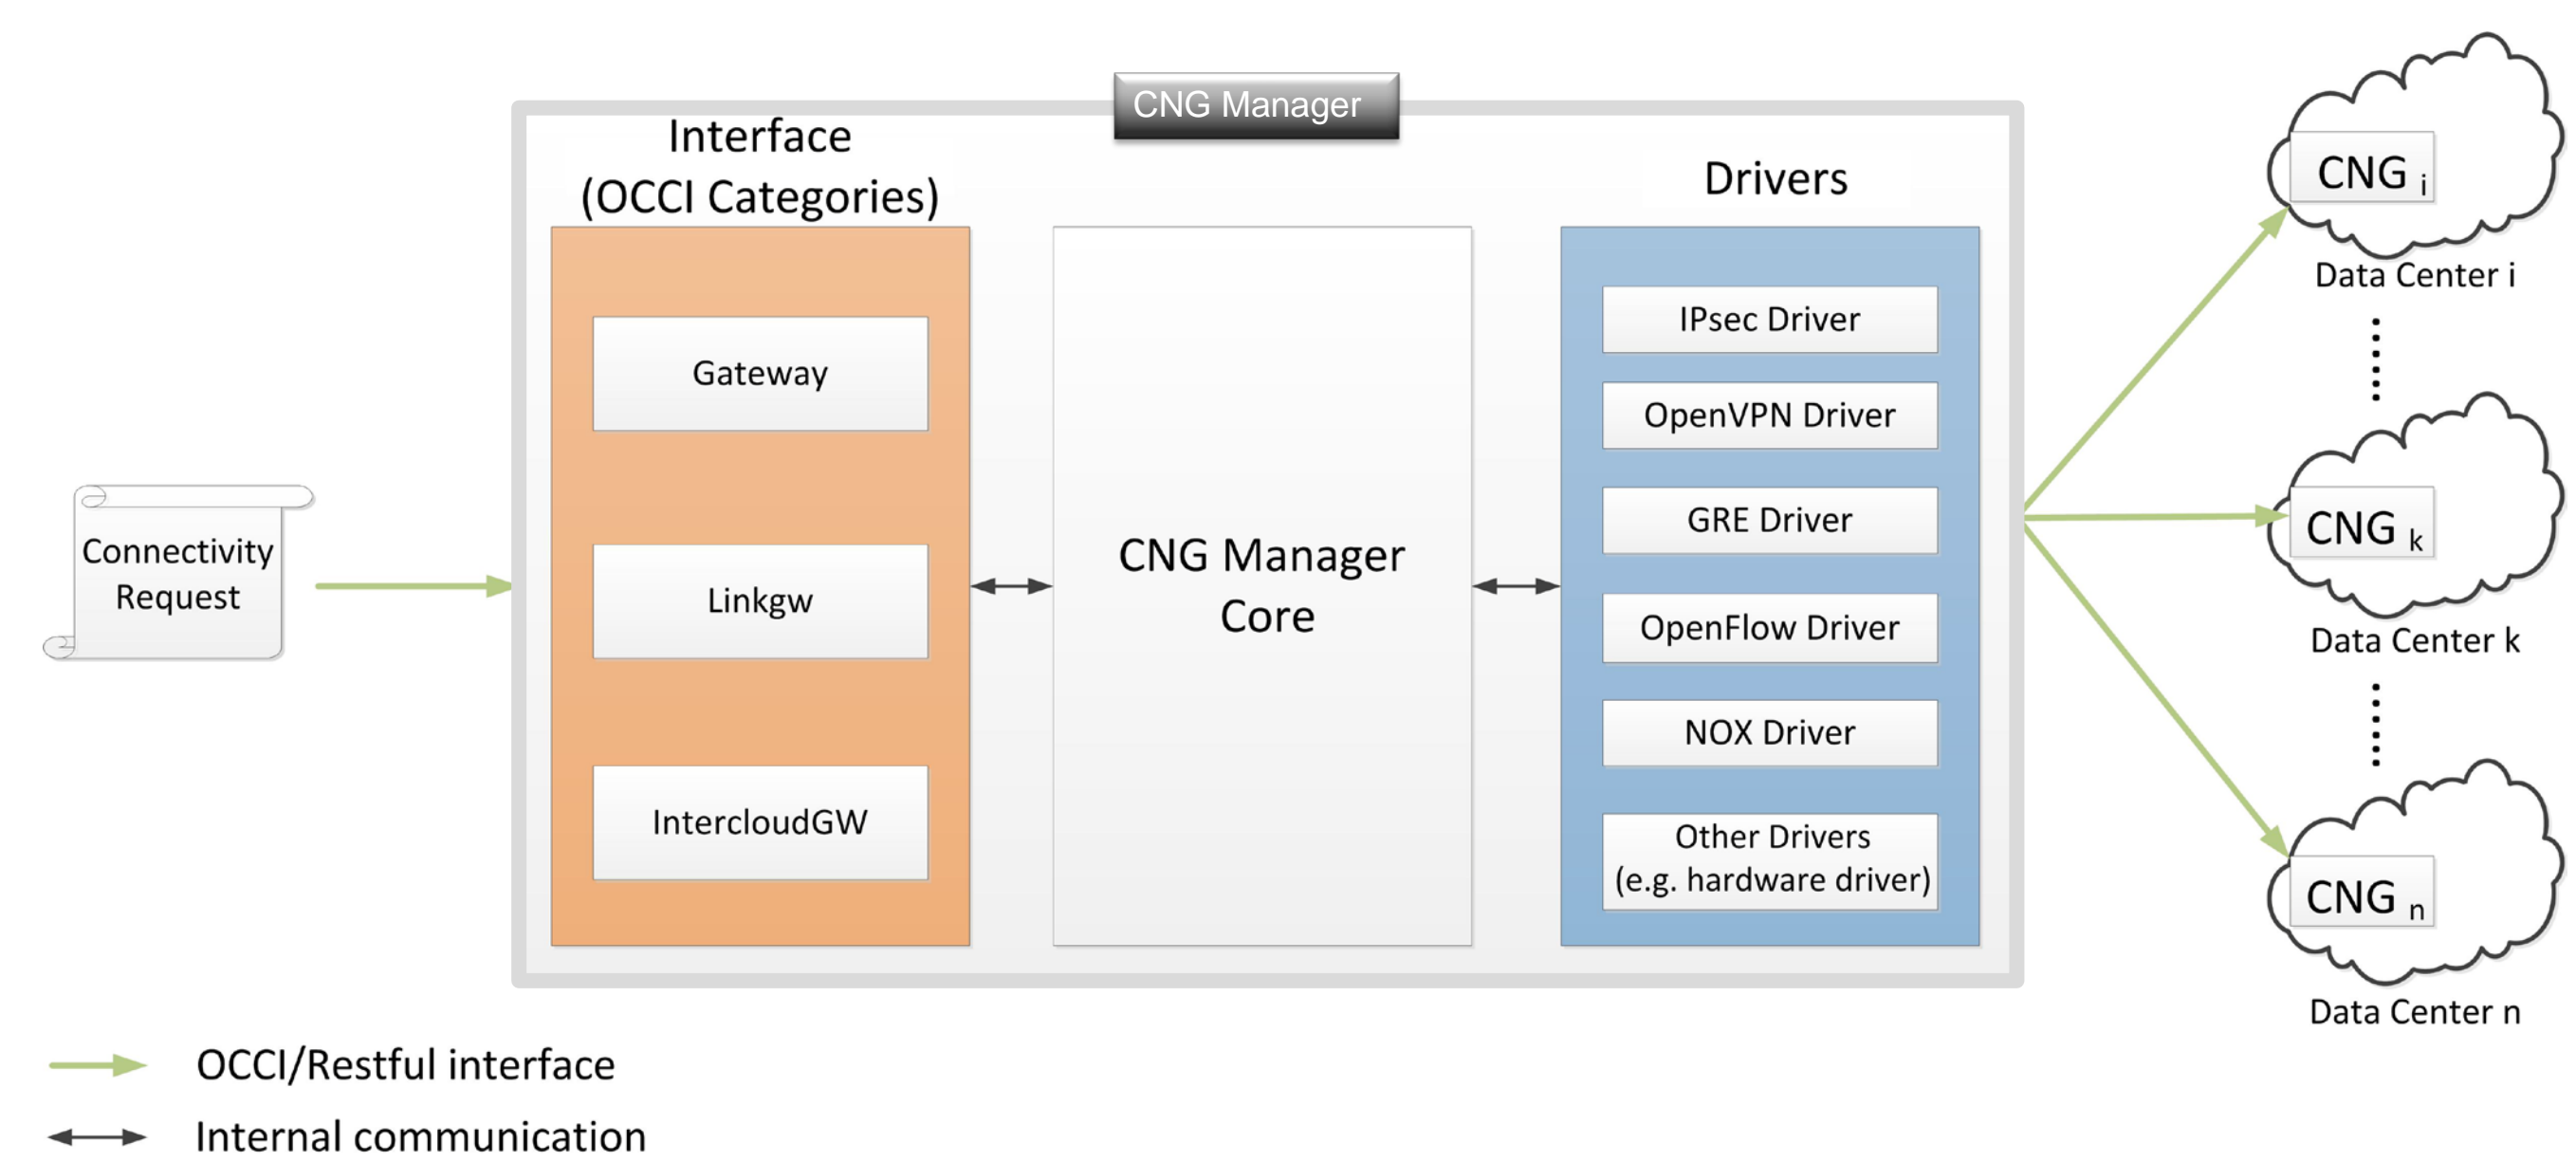 CNG Manager
Interface
(OCCI Categories)
Drivers
Connectivity
Request
Gateway
Linkgw
IntercloudGW
CNG Manager
Core
IPsec Driver
OpenVPN Driver
GRE Driver
OpenFlow Driver
NOX Driver
Other Drivers
(e.g. hardware driver)
CNG i
Data Center i
CNG k
Data Center k
CNG n
Data Center n
OCCI/Restful interface
Internal communication